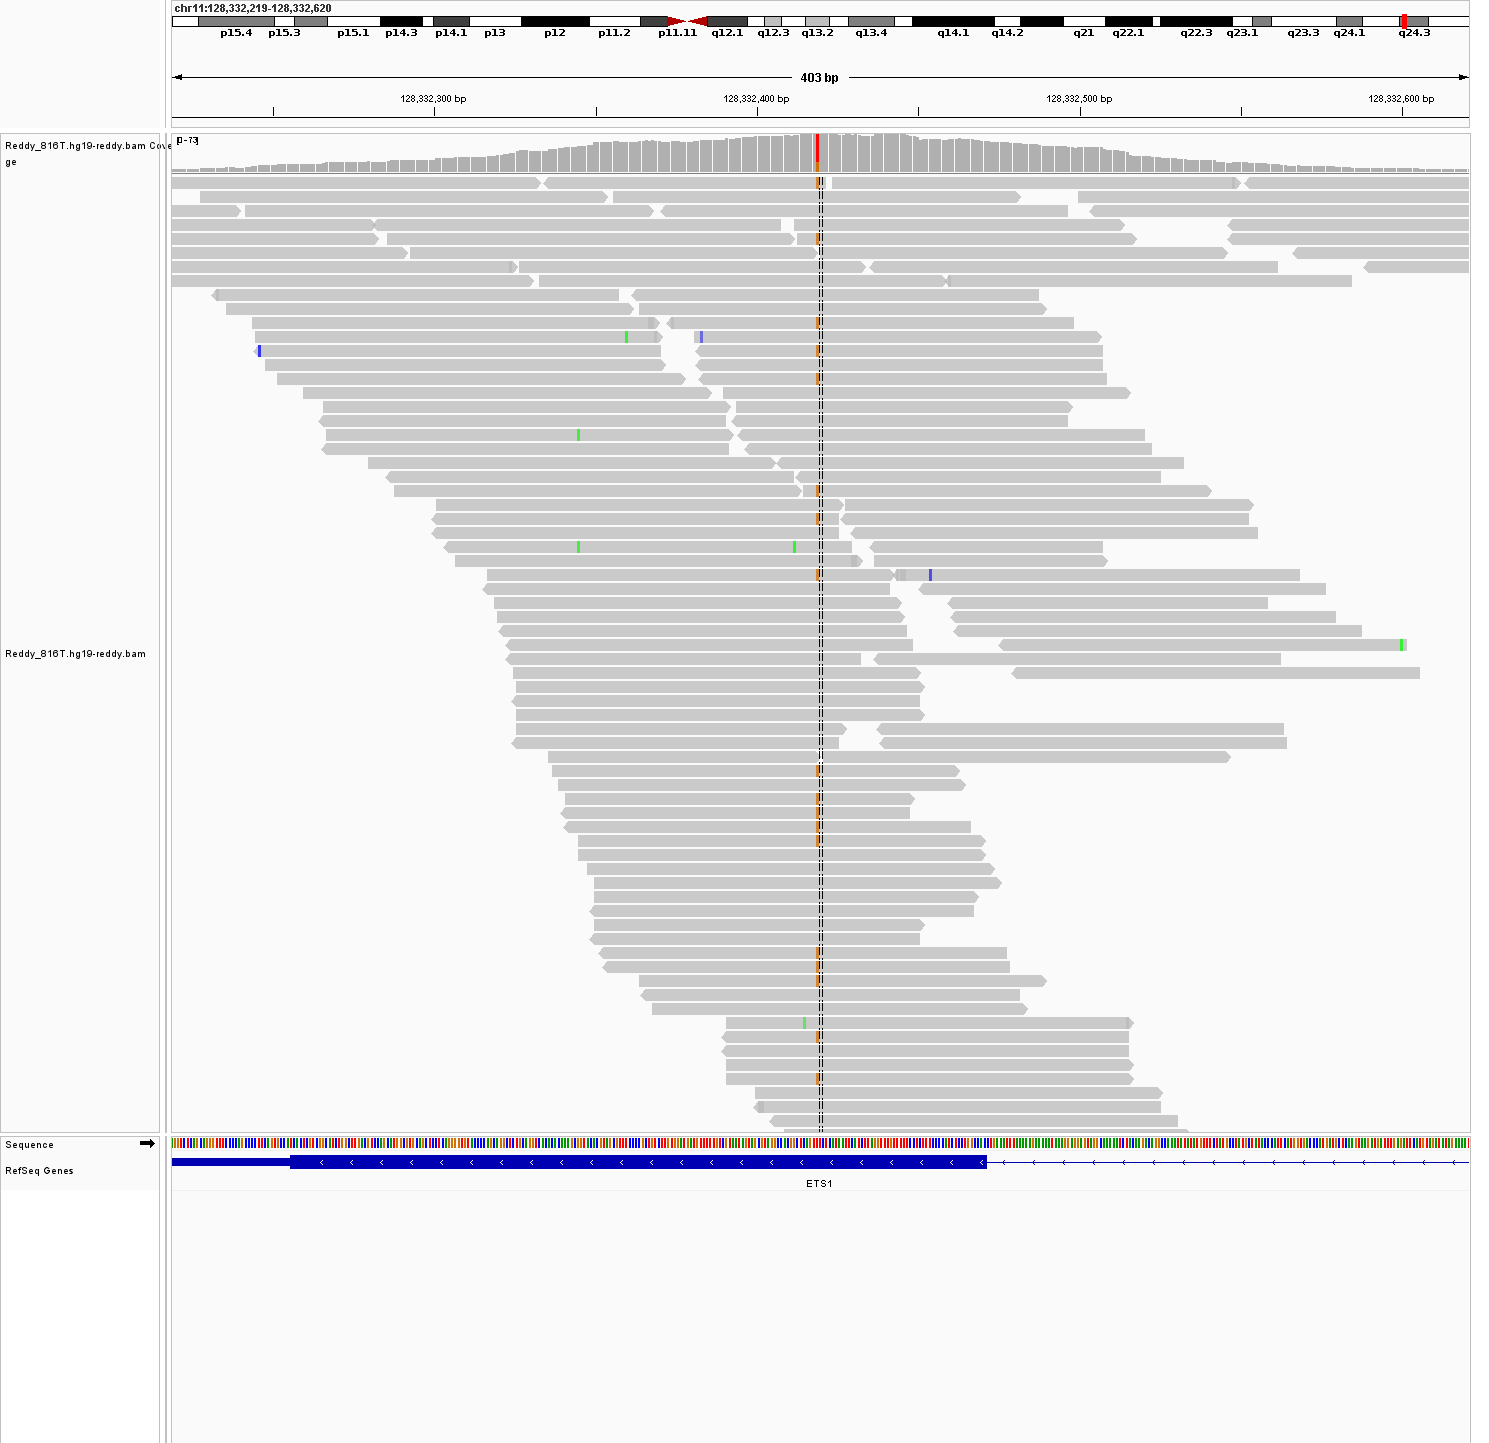 chr11:128,332,219-128,332,620
p15.4 p15.3 p15.1 p14.3 p14.1 p13 p12 p11.2 p11.11 q12.1 q12.3 q13.2 q13.4 q14.1 q14.2 q21 q22.1 q22.3 q23.1 q23.3 q24.1 q24.3
403 bp
128,332,300 bp 128,332,400 bp 128,332,500 bp 128,332,600 bp
[0-73]
Reddy_816T.hg19-reddy.bam Cove
ge
Reddy_816T.hg19-reddy.bam
Sequence
RefSeq Genes
ETS1